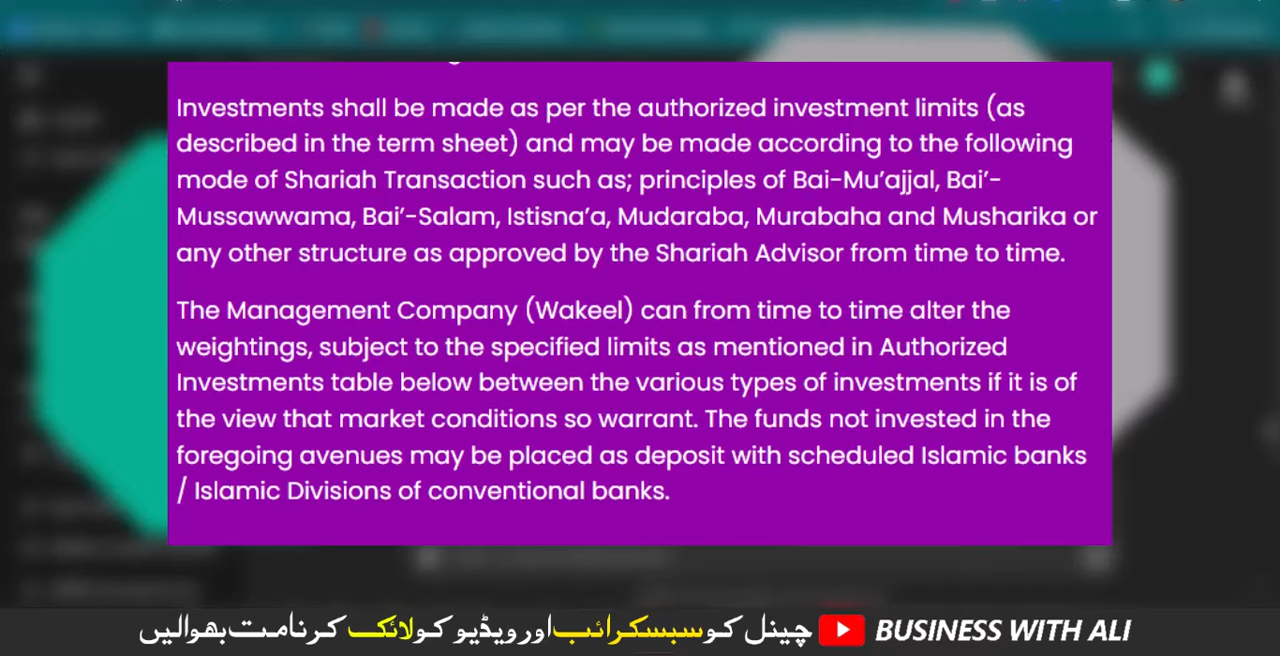 Investments shall be made as per the authorized investment limits (as
described in the term sheet) and may be made according to the following
mode of Shariah Transaction such as; principles of Bai-Mu’ajjal, Bai’-
Mussawwama, Bai’-Salam, Istisna’a, Mudaraba, Murabaha and Musharika or
any other structure as approved by the Shariah Advisor from time to time.
The Management Company (Wakeel) can from time to time alter the
weightings, subject to the specified limits as mentioned in Authorized
Investments table below between the various types of investments if it is of
the view that market conditions so warrant. The funds not invested in the
foregoing avenues may be placed as deposit with scheduled Islamic banks
/ Islamic Divisions of conventional banks.
چینل کو سبسکرائب اور ویڈیو کو لائک کرنا مت بھوالیں BUSINESS WITH ALI